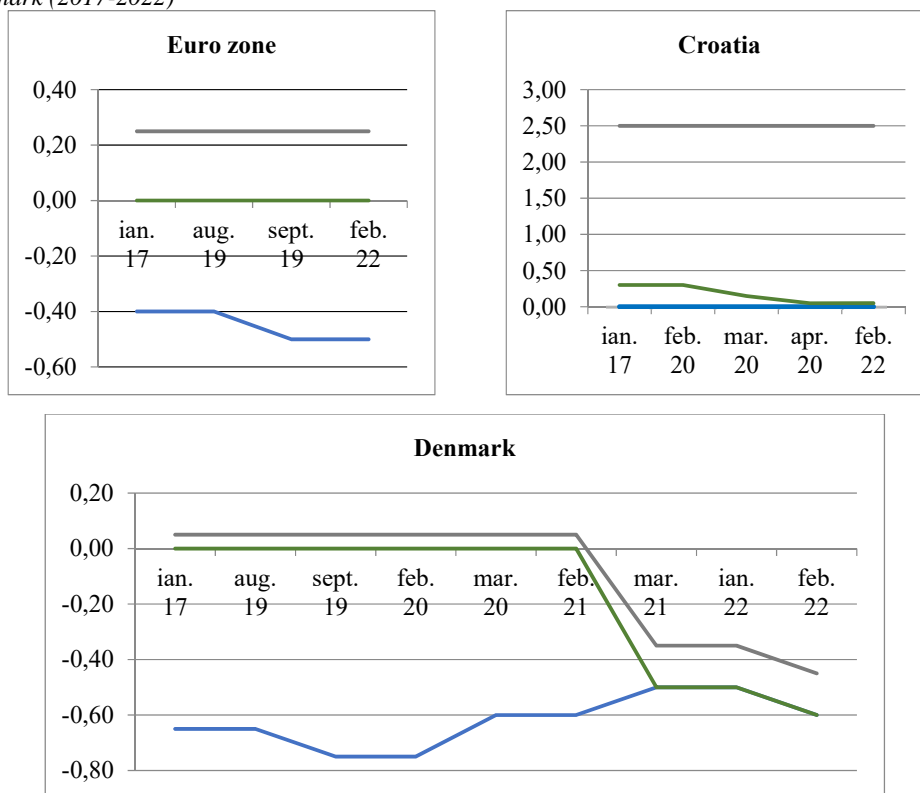 mark (2017-2022)
Euro zone
0,40
0,20
0,00
-0,20
-0,40
-0,60
ian. aug. sept. feb.
17 19 19 22
Croatia
3,00
2,50
2,00
1,50
1,00
0,50
0,00
ian. feb. mar. apr. feb.
17 20 20 20 22
Denmark
0,20
0,00
-0,20
-0,40
-0,60
-0,80
ian. aug. sept. feb. mar. feb. mar. ian. feb.
17 19 19 20 20 21 21 22 22